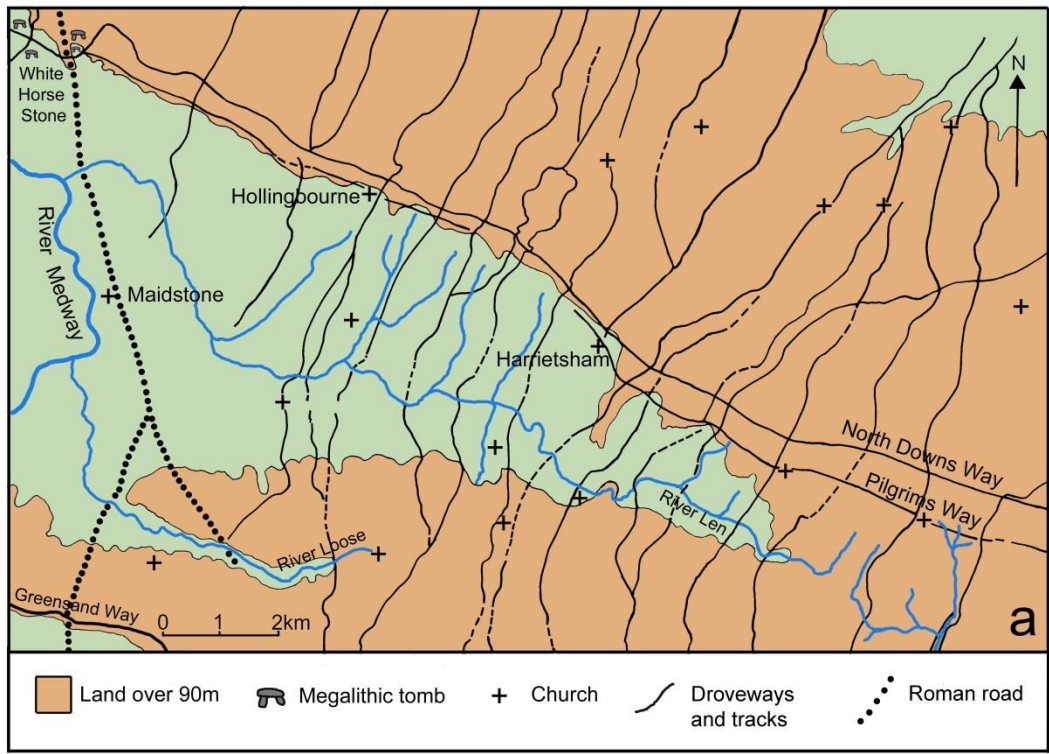 N
White
Horse
Stone
Hollingbourne
River Medway
Maidstone
Harrietsham
North Downs Way
Pilgrims Way
River Len
River Loose
Greensand Way
0 1 2km
a
Land over 90m
Megalithic tomb
Church
Droveways
and tracks
Roman road